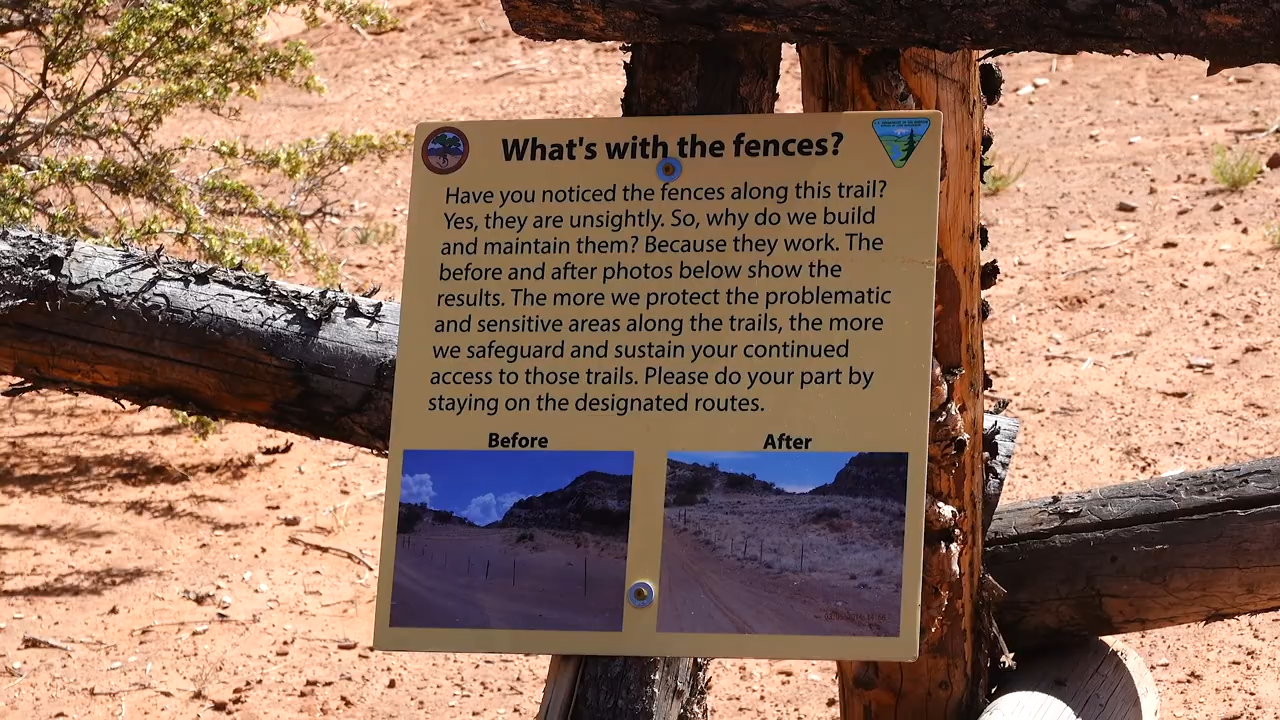 What's with the fences?
Have you noticed the fences along this trail?
Yes, they are unsightly. So, why do we build
and maintain them? Because they work. The
before and after photos below show the
results. The more we protect the problematic
and sensitive areas along the trails, the more
we safeguard and sustain your continued
access to those trails. Please do your part by
staying on the designated routes.
Before
After